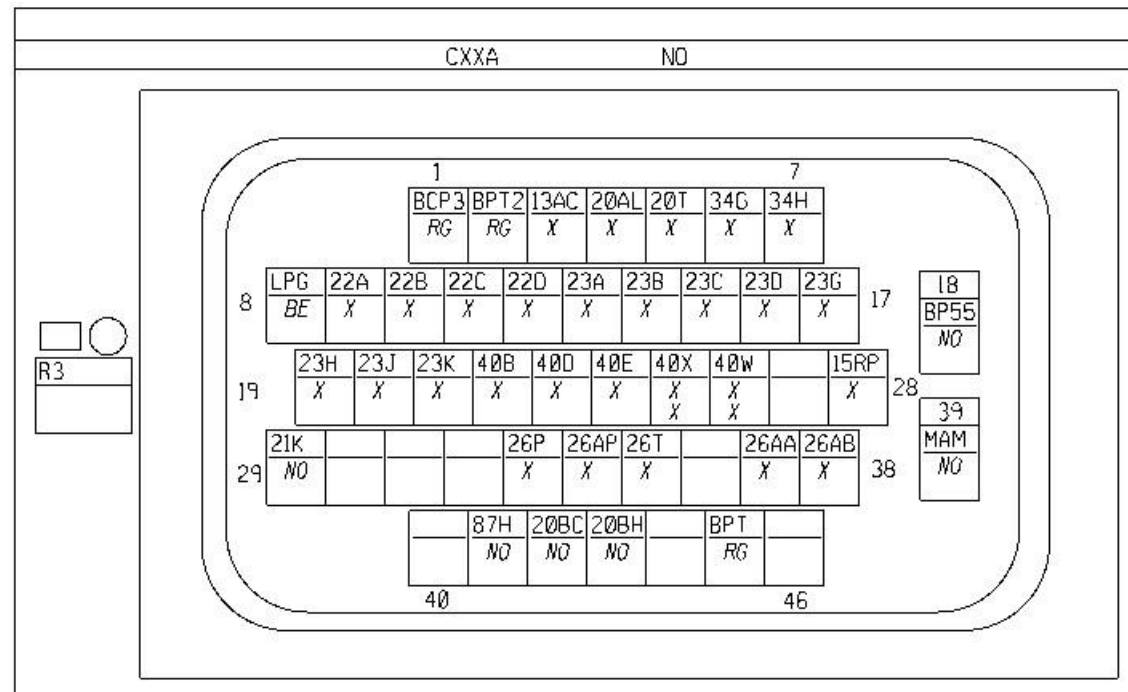 CXXA NO
1 7
BCP3 BPT2 13AC 20AL 20T 34G 34H
RG RG X X X X X
8 LPG 22A 22B 22C 22D 23A 23B 23C 23D 23G 17
BE X X X X X X X X X
18
BP55
NO
R3
19 23H 23J 23K 40B 40D 40E 40X 40W 15RP 28
X X X X X X X X X
X X
39
MAM
NO
29 21K 26P 26AP 26T 26AA 26AB 38
NO X X X X X
87H 20BC 20BH BPT
NO NO NO RG
40 46